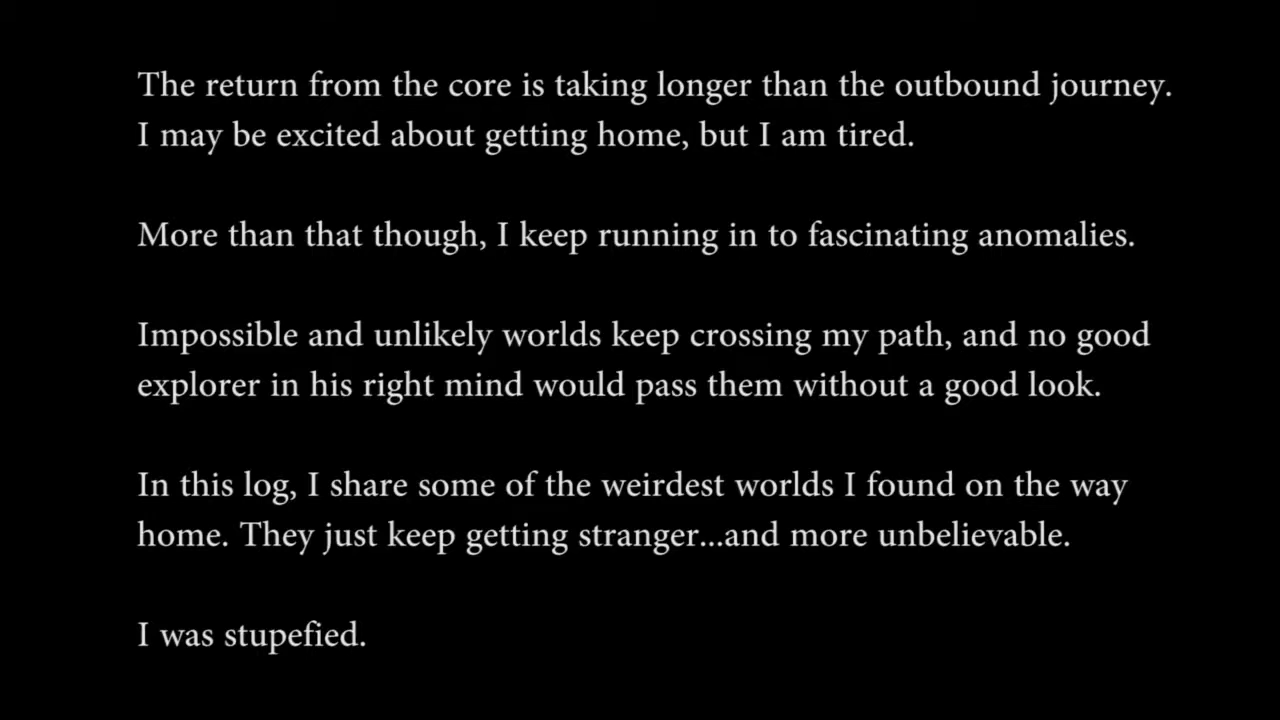 The return from the core is taking longer than the outbound journey.
I may be excited about getting home, but I am tired.
More than that though, I keep running in to fascinating anomalies.
Impossible and unlikely worlds keep crossing my path, and no good
explorer in his right mind would pass them without a good look.
In this log, I share some of the weirdest worlds I found on the way
home. They just keep getting stranger...and more unbelievable.
I was stupefied.